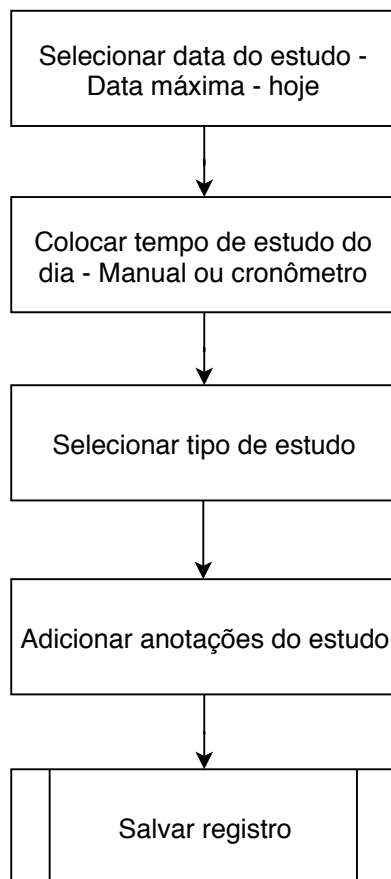 Selecionar data do estudo -
Data máxima - hoje
Colocar tempo de estudo do
dia - Manual ou cronômetro
Selecionar tipo de estudo
Adicionar anotações do estudo
Salvar registro